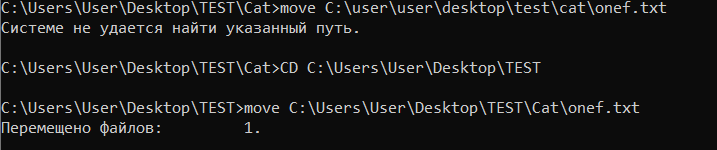 C:\Users\User\Desktop\TEST\Cat>move C:\user\user\desktop\test\cat\onef.txt
Системе не удается найти указанный путь.
C:\Users\User\Desktop\TEST\Cat>CD C:\Users\User\Desktop\TEST
C:\Users\User\Desktop\TEST>move C:\Users\User\Desktop\TEST\Cat\onef.txt
Перемещено файлов:         1.